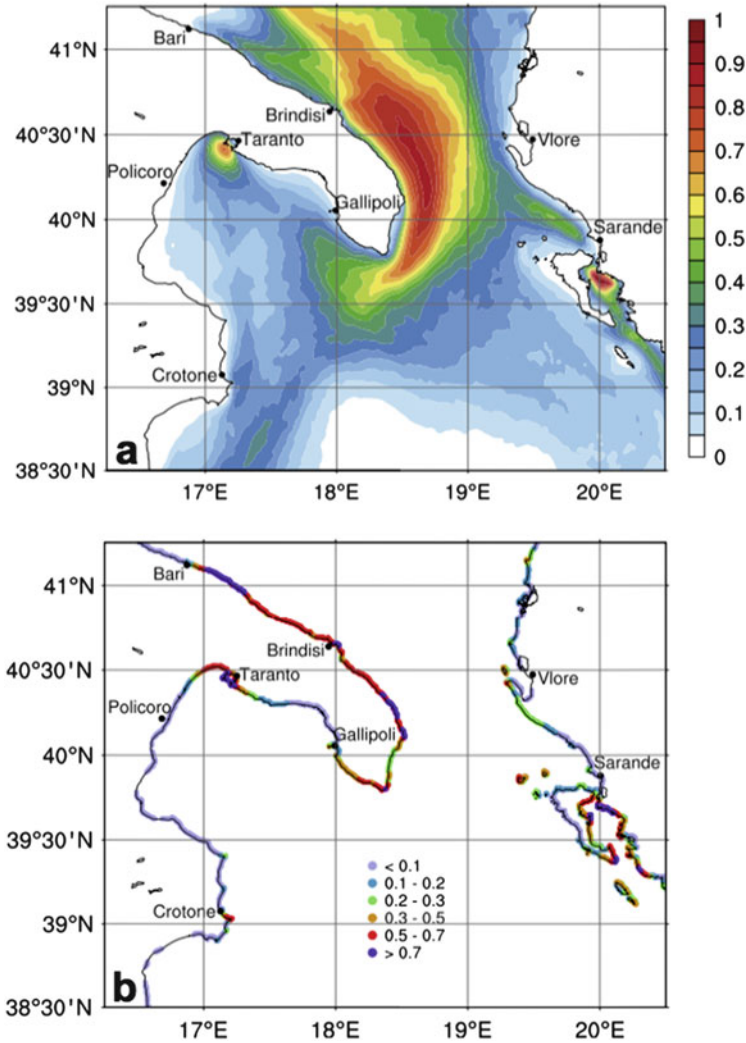 41°N
40°30'N
40°N
39°30'N
39°N
38°30'N
17°E
18°E
19°E
20°E
Bari
Brindisi
Taranto
Vlore
Policoro
Gallipoli
Sarande
Crotone
a
1
0.9
0.8
0.7
0.6
0.5
0.4
0.3
0.2
0.1
0
41°N
40°30'N
40°N
39°30'N
39°N
38°30'N
17°E
18°E
19°E
20°E
Bari
Brindisi
Taranto
Vlore
Policoro
Gallipoli
Sarande
Crotone
< 0.1
0.1 - 0.2
0.2 - 0.3
0.3 - 0.5
0.5 - 0.7
> 0.7
b